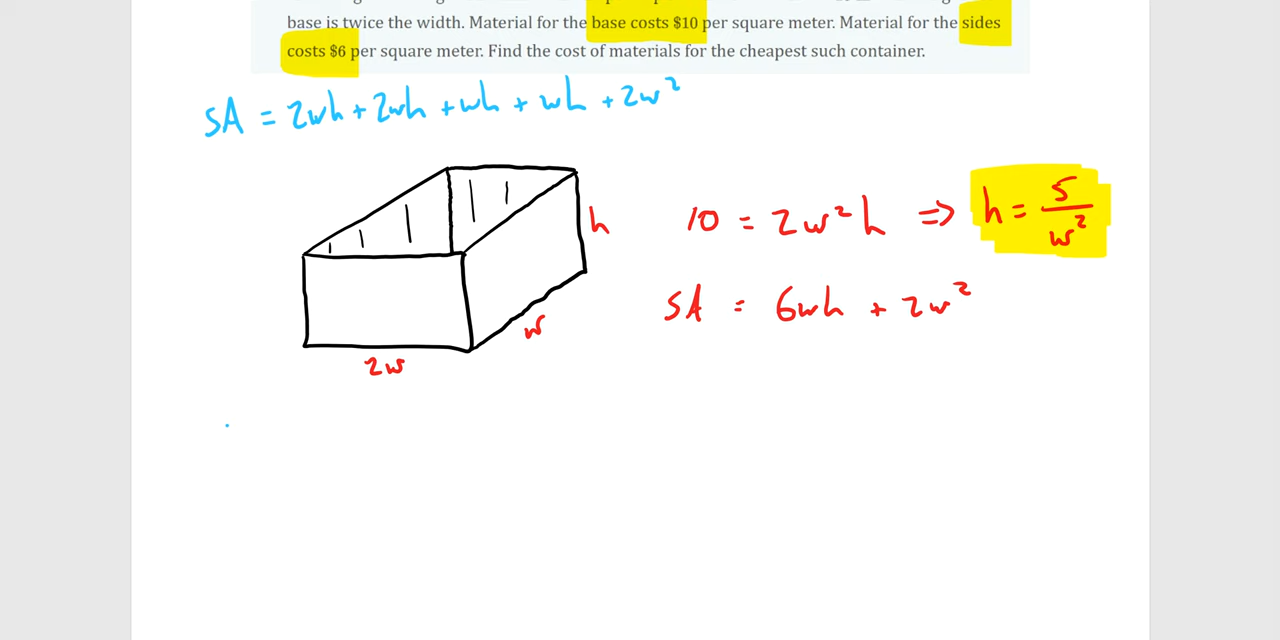 base is twice the width. Material for the base costs $10 per square meter. Material for the sides
costs $6 per square meter. Find the cost of materials for the cheapest such container.
SA = 2wh + 2wh + wh + wh + 2w²
h
10 = 2w²h ⇒ h = 5/w²
SA = 6wh + 2w²
w
2w